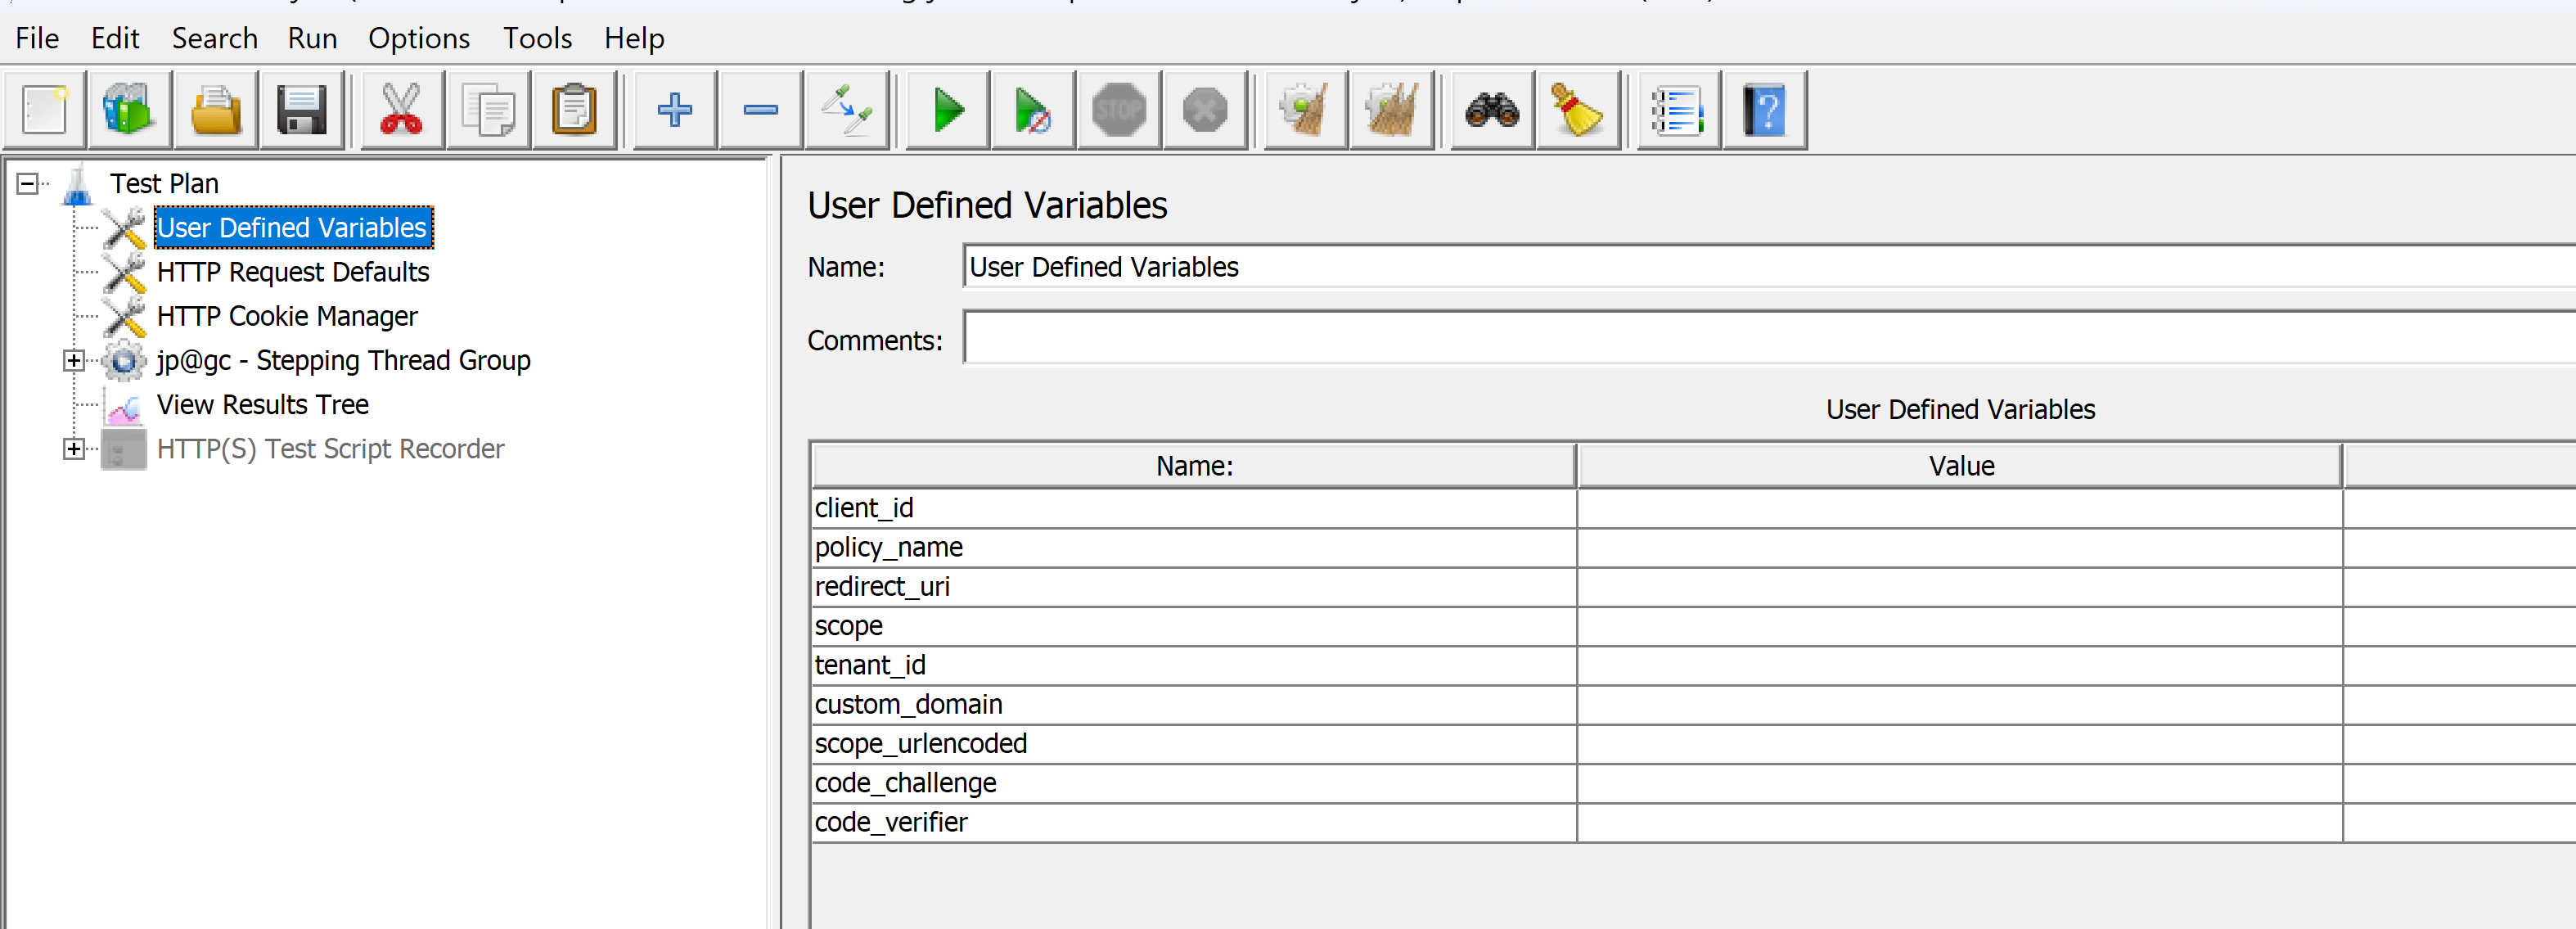 File Edit Search Run Options Tools Help
STOP
Test Plan
User Defined Variables
HTTP Request Defaults
HTTP Cookie Manager
jp@gc - Stepping Thread Group
View Results Tree
HTTP(S) Test Script Recorder
User Defined Variables
Name: User Defined Variables
Comments:
User Defined Variables
Name: Value
client_id
policy_name
redirect_uri
scope
tenant_id
custom_domain
scope_urlencoded
code_challenge
code_verifier